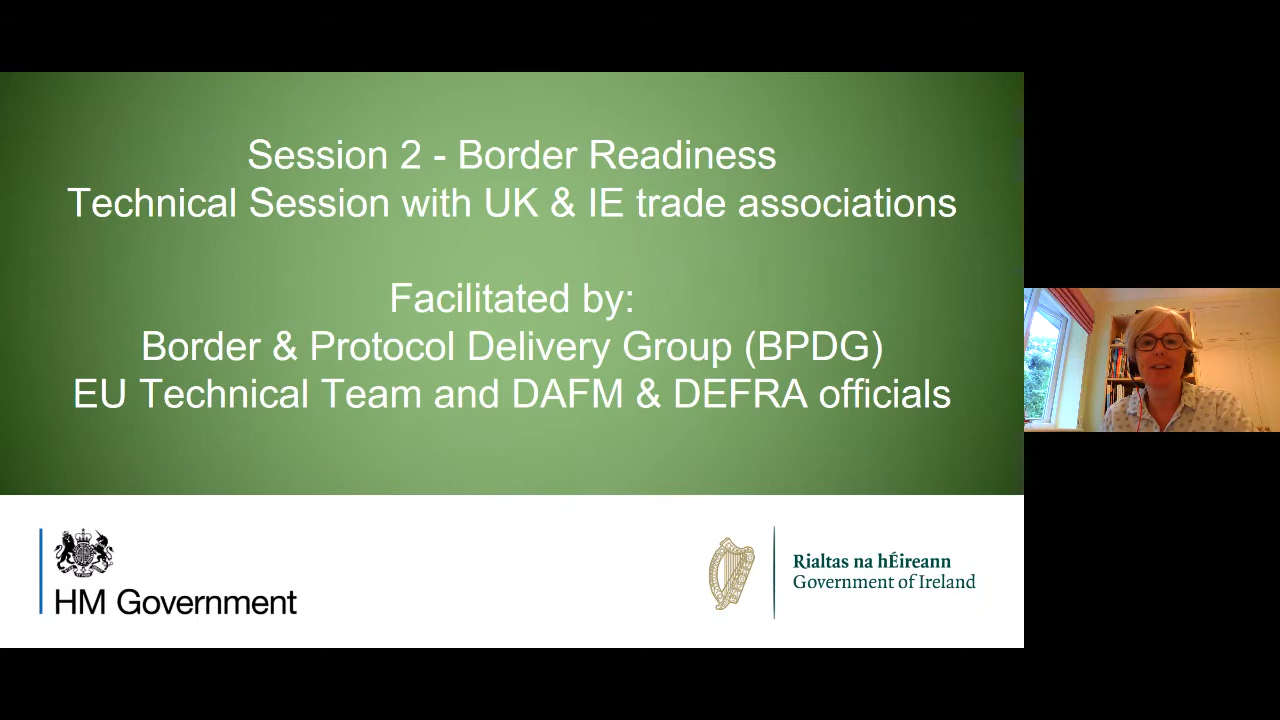 Session 2 - Border Readiness
Technical Session with UK & IE trade associations
Facilitated by:
Border & Protocol Delivery Group (BPDG)
EU Technical Team and DAFM & DEFRA officials
HM Government
Rialtas na hÉireann
Government of Ireland